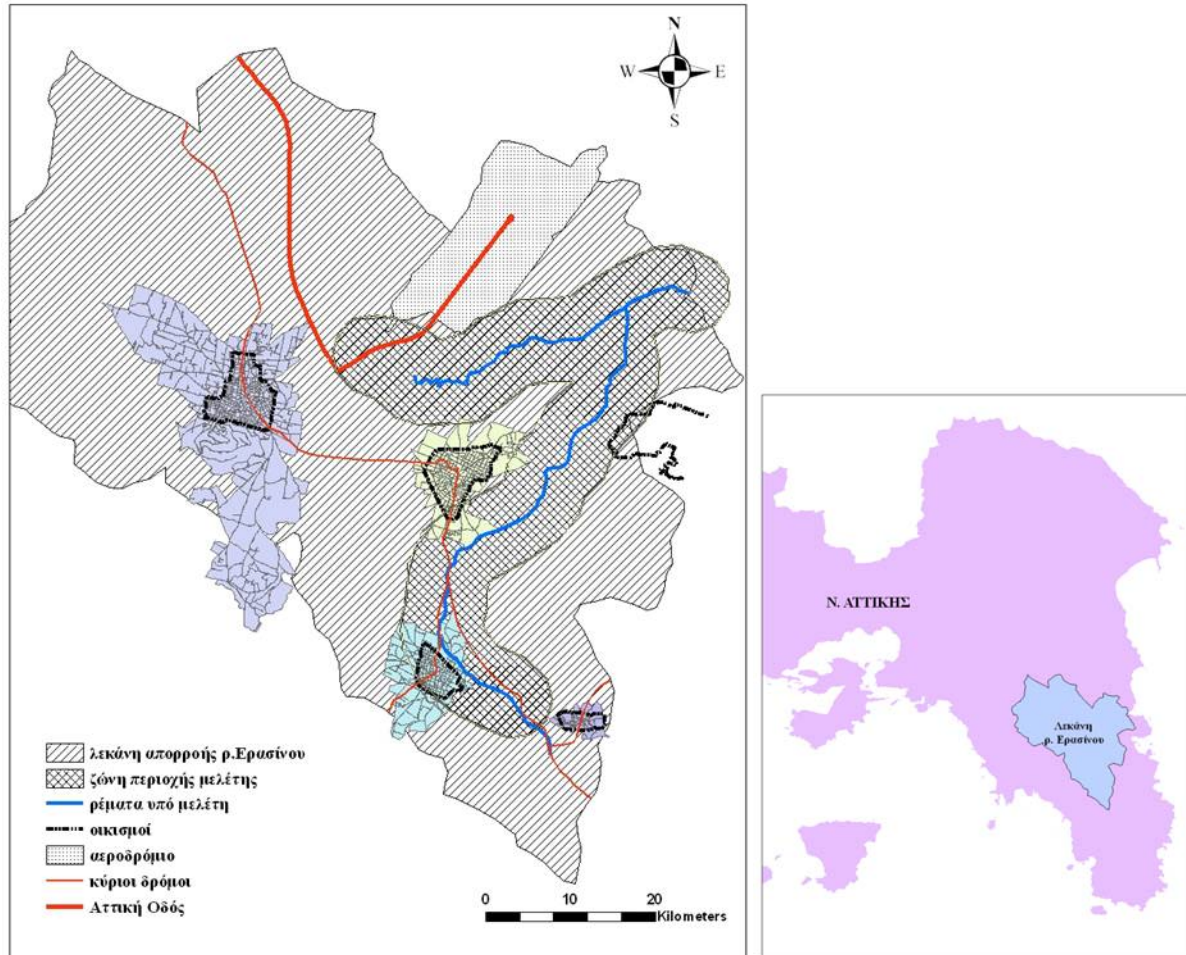 N
W E
S
λεκάνη απορροής ρ.Ερασίνου
ζώνη περιοχής μελέτης
ρέματα υπό μελέτη
οικισμοί
αεροδρόμιο
κύριοι δρόμοι
Αττική Οδός
0 10 20
Kilometers
Ν. ΑΤΤΙΚΗΣ
Λεκάνη
ρ. Ερασίνου